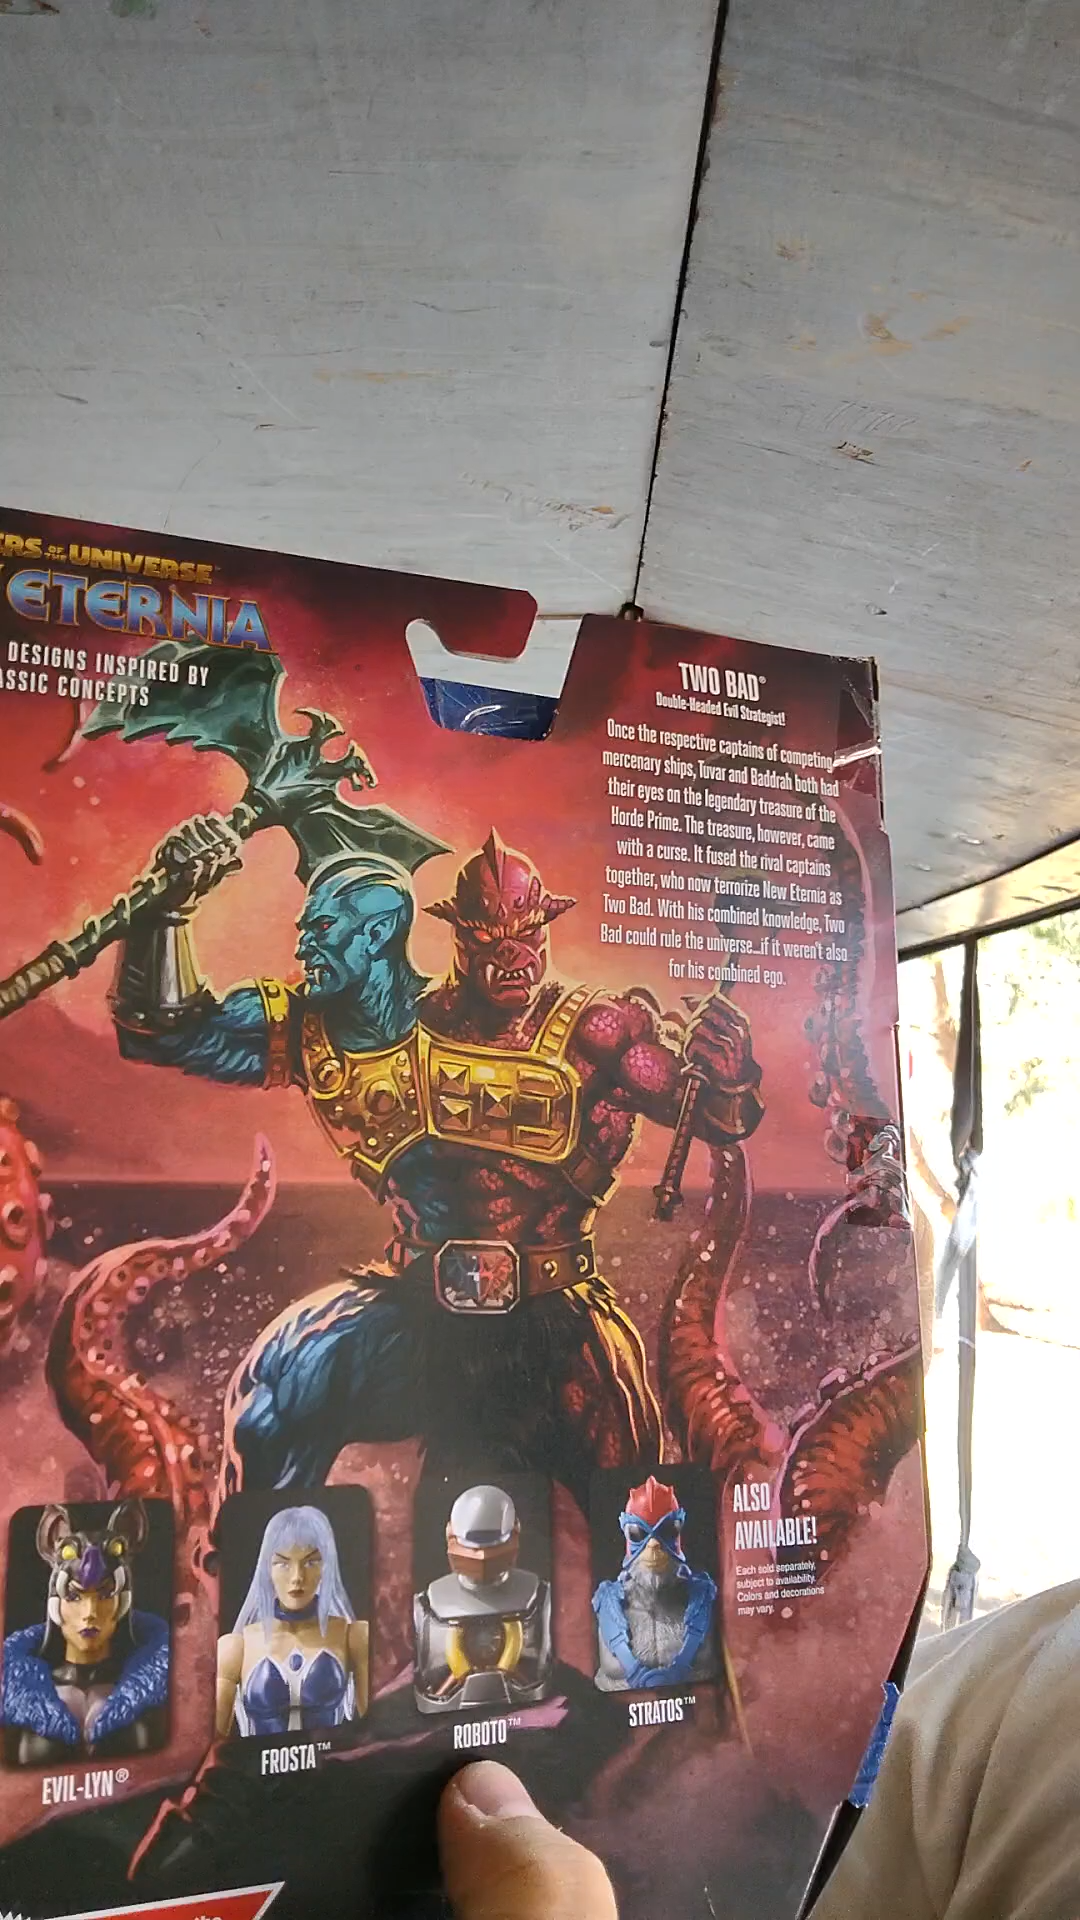 OF THE UNIVERSE™
ETERNIA
DESIGNS INSPIRED BY
CONCEPTS
TWO BAD®
Double-Headed Evil Strategist!
Once the respective captains of competing
mercenary ships, Tuvar and Baddrah both had
their eyes on the legendary treasure of the
Horde Prime. The treasure, however, came
with a curse. It fused the rival captains
together, who now terrorize New Eternia as
Two Bad. With his combined knowledge, Two
Bad could rule the universe...if it weren't also
for his combined ego.
ALSO
AVAILABLE!
Each sold separately,
subject to availability.
Colors and decorations
may vary.
EVIL-LYN®
FROSTA™
ROBOTO™
STRATOS™